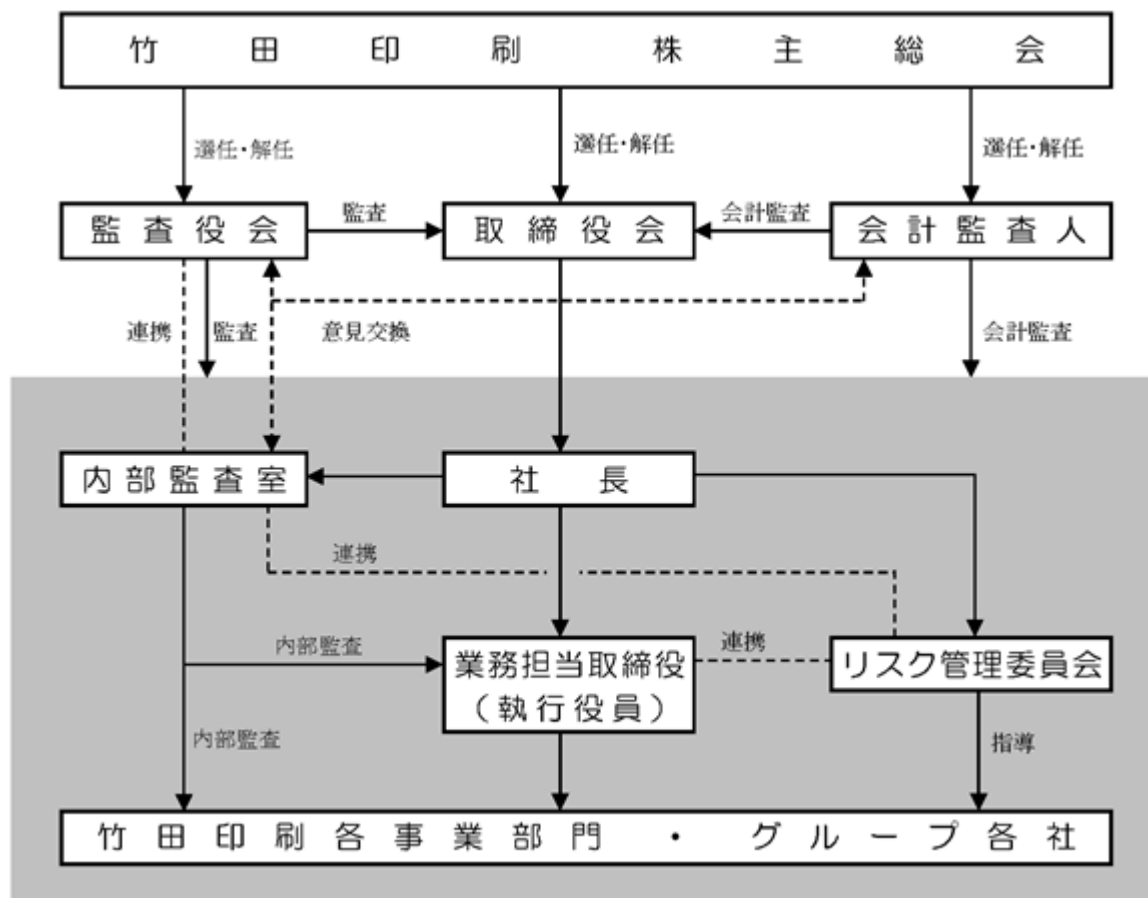 竹田印刷 株主総会
選任・解任
選任・解任
選任・解任
監査役会
監査
取締役会
会計監査
会計監査人
連携
監査
意見交換
会計監査
内部監査室
社長
連携
内部監査
業務担当取締役
（執行役員）
連携
リスク管理委員会
内部監査
指導
竹田印刷各事業部門・グループ各社